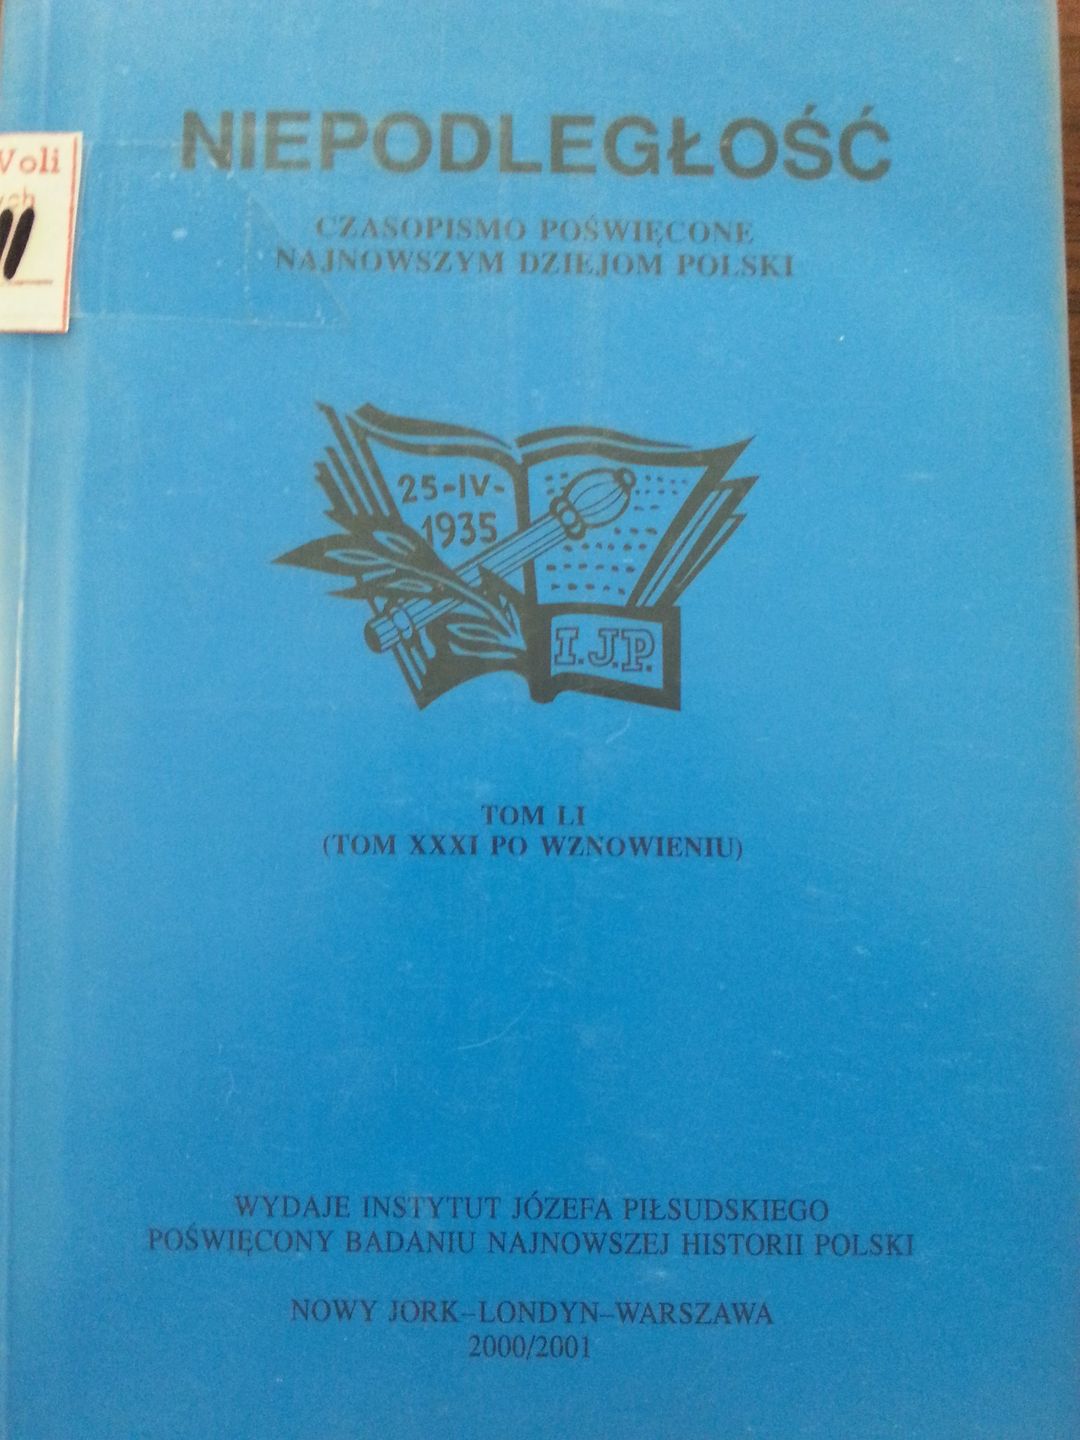 NIEPODLEGŁOŚĆ
Woli
CZASOPISMO POŚWIĘCONE
NAJNOWSZYM DZIEJOM POLSKI
25-IV-
1935
I.J.P.
TOM LI
(TOM XXXI PO WZNOWIENIU)
WYDAJE INSTYTUT JÓZEFA PIŁSUDSKIEGO
POŚWIĘCONY BADANIU NAJNOWSZEJ HISTORII POLSKI
NOWY JORK–LONDYN–WARSZAWA
2000/2001